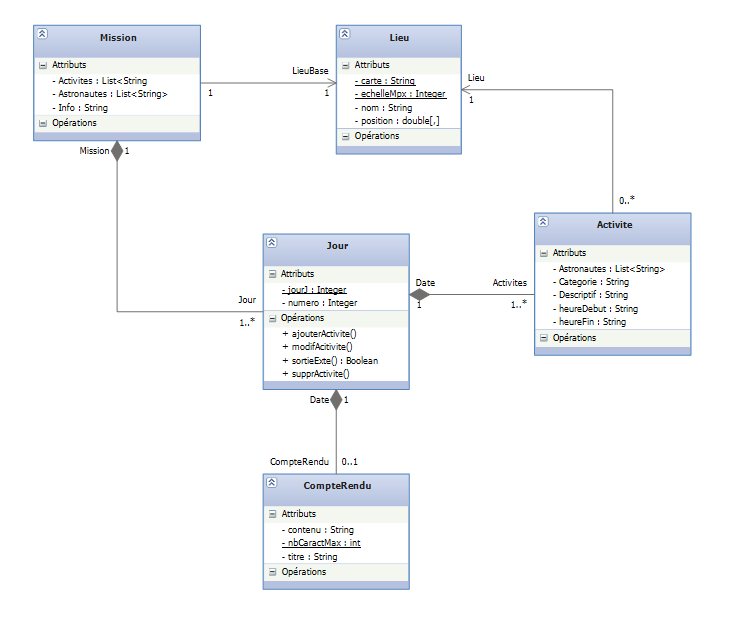 Mission
Attributs
- Activites : List<String
- Astronautes : List<String>
- Info : String
Opérations
LieuBase
1
1
Lieu
Attributs
- carte : String
- echelleMpx : Integer
- nom : String
- position : double[,]
Opérations
Lieu
1
0..*
Mission
1
Jour
1..*
Jour
Attributs
- jourJ : Integer
- numero : Integer
Opérations
+ ajouterActivite()
+ modifAcitivite()
+ sortieExte() : Boolean
+ supprActivite()
Date
1
Activites
1..*
Activite
Attributs
- Astronautes : List<String>
- Categorie : String
- Descriptif : String
- heureDebut : String
- heureFin : String
Opérations
Date
1
CompteRendu
0..1
CompteRendu
Attributs
- contenu : String
- nbCaractMax : int
- titre : String
Opérations